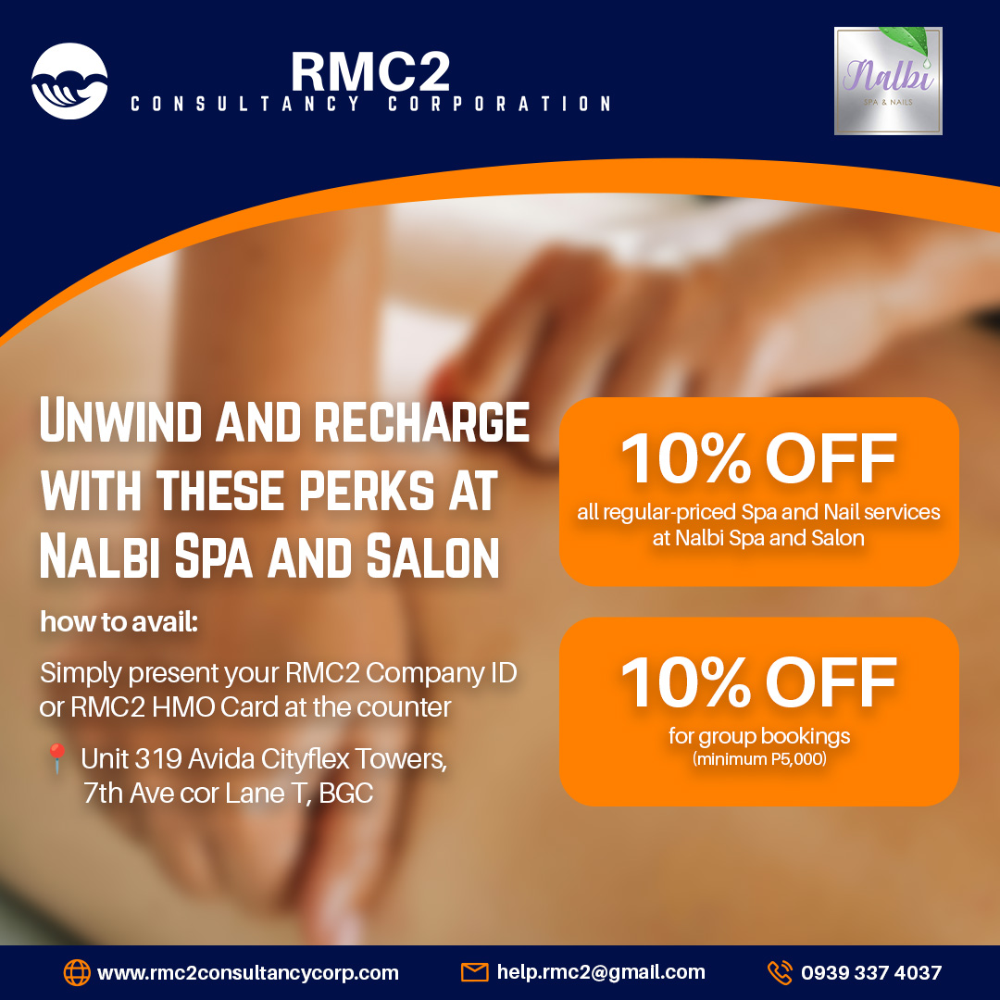 RMC2
CONSULTANCY CORPORATION
Nalbi
SPA & NAILS
Unwind and recharge
with these perks at
Nalbi Spa and Salon
how to avail:
Simply present your RMC2 Company ID
or RMC2 HMO Card at the counter
📍 Unit 319 Avida Cityflex Towers,
7th Ave cor Lane T, BGC
10% OFF
all regular-priced Spa and Nail services
at Nalbi Spa and Salon
10% OFF
for group bookings
(minimum P5,000)
www.rmc2consultancycorp.com
help.rmc2@gmail.com
0939 337 4037